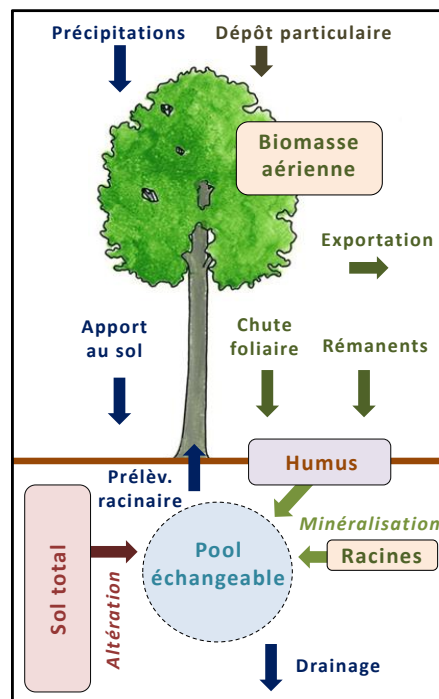 Précipitations
Dépôt particulaire
Biomasse
aérienne
Exportation
Apport
au sol
Chute
foliaire
Rémanents
Humus
Prélèv.
racinaire
Minéralisation
Sol total
Altération
Pool
échangeable
Racines
Drainage